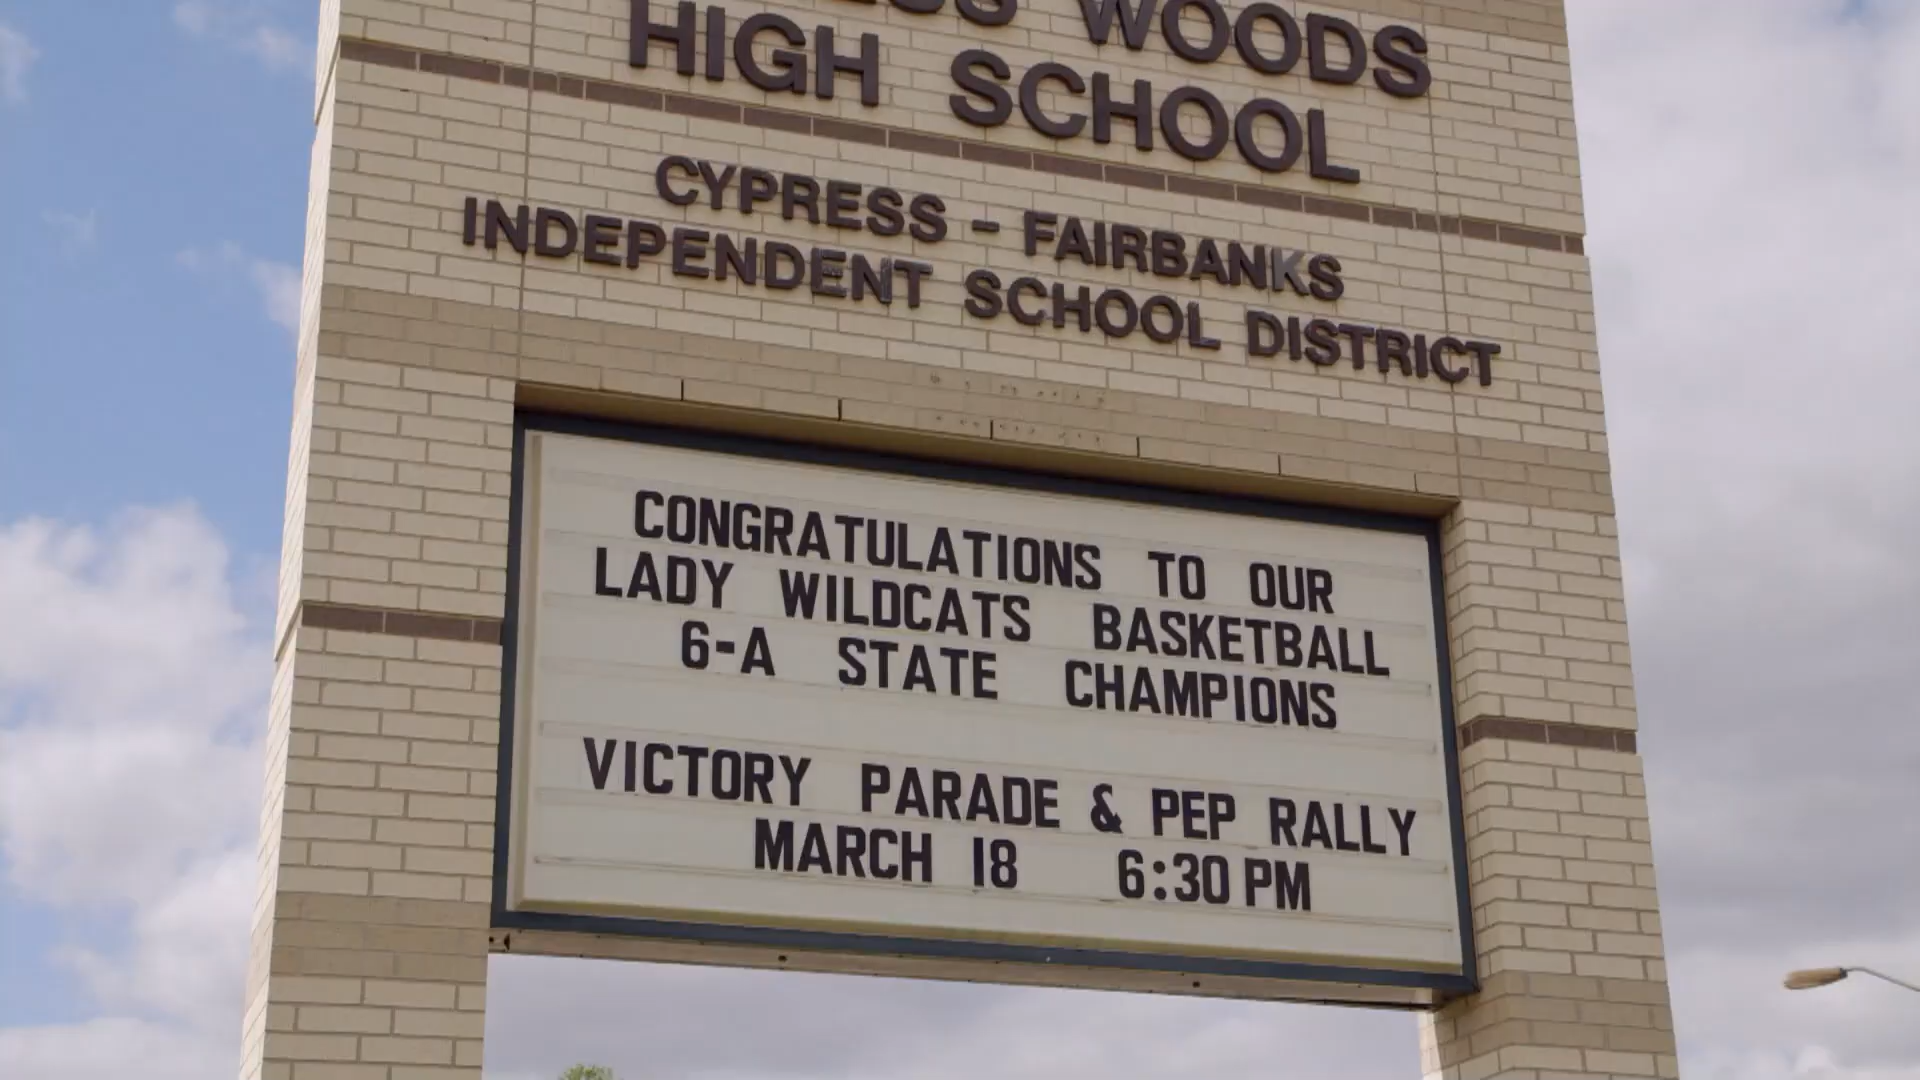 WOODS
HIGH SCHOOL
CYPRESS - FAIRBANKS
INDEPENDENT SCHOOL DISTRICT
CONGRATULATIONS TO OUR
LADY WILDCATS BASKETBALL
6-A STATE CHAMPIONS
VICTORY PARADE & PEP RALLY
MARCH 18 6:30 PM